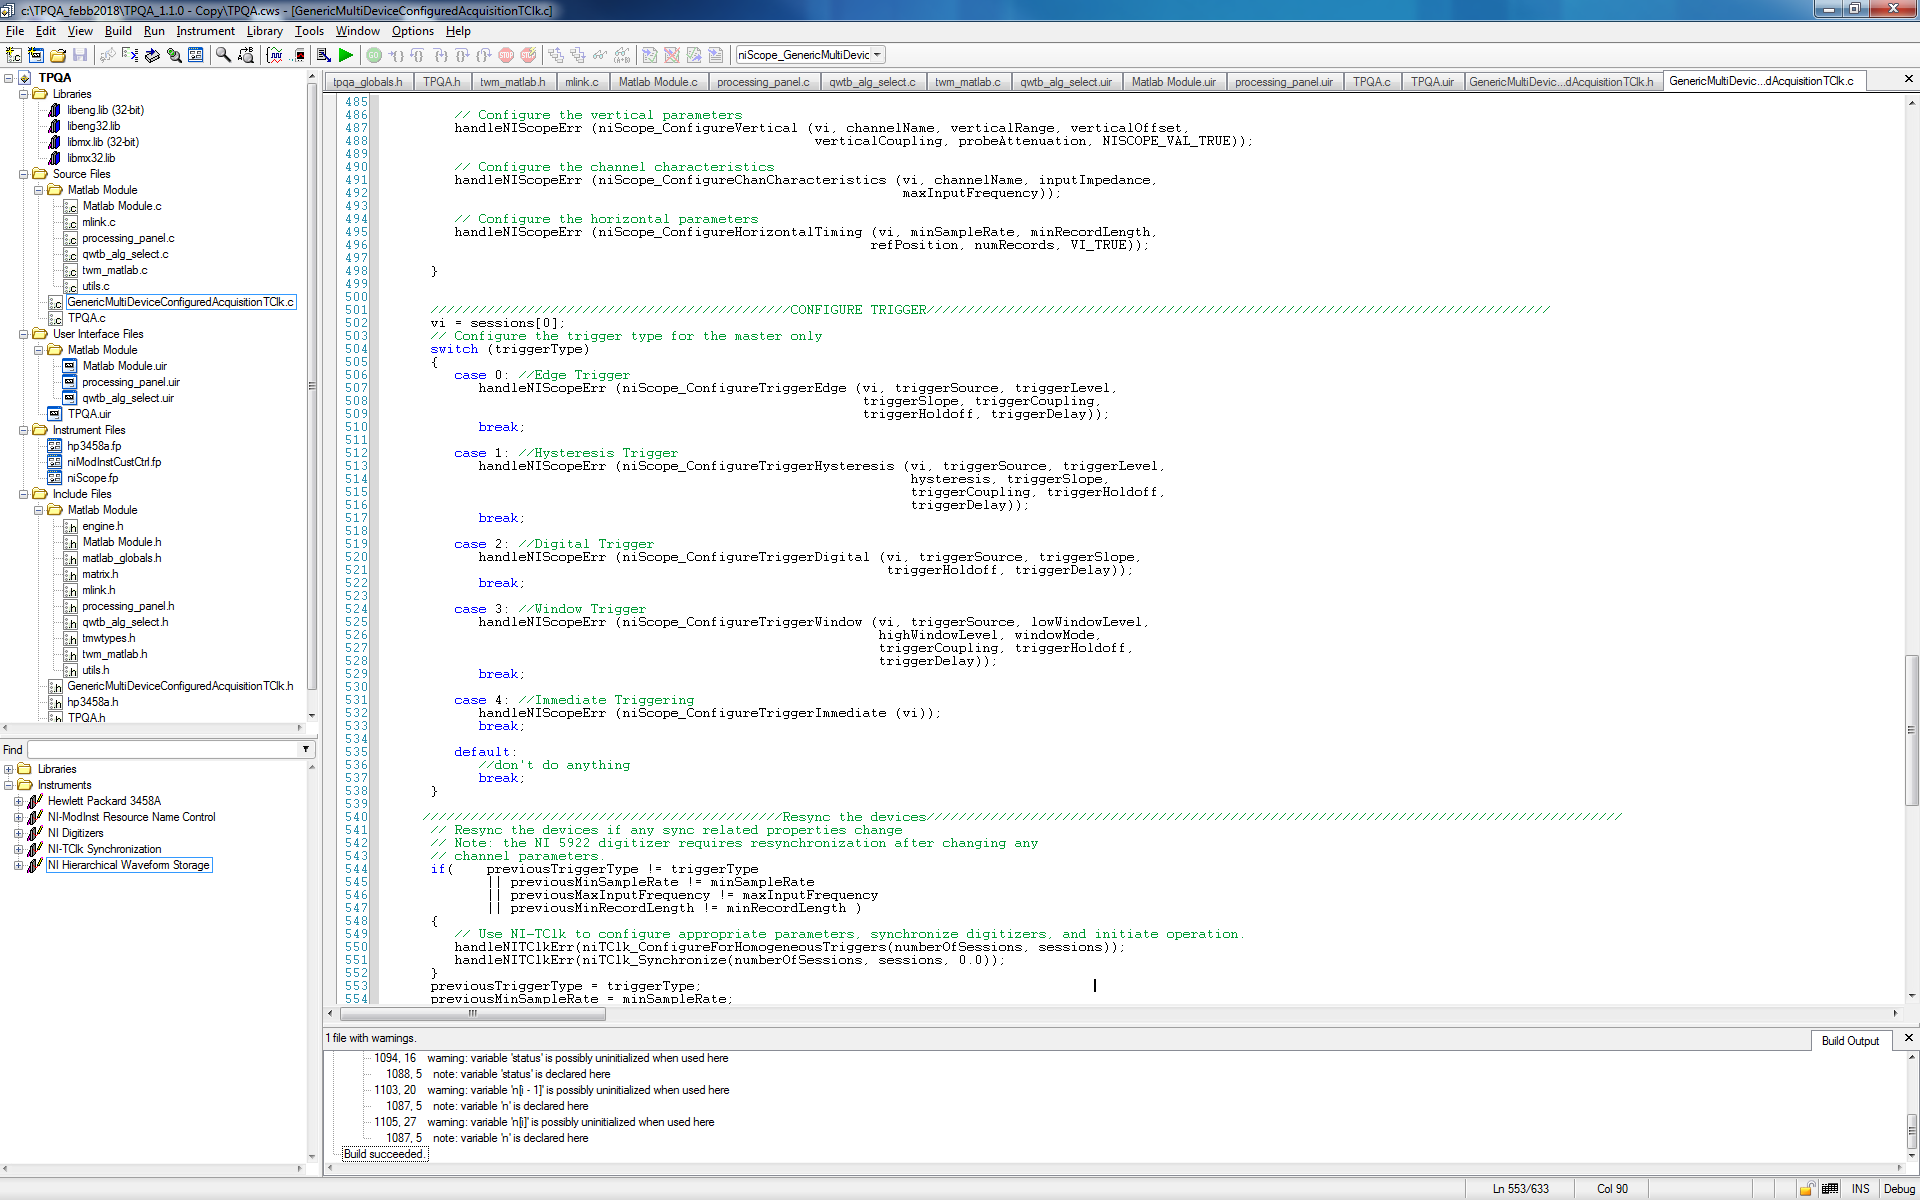 c:\TPQA_febb2018\TPQA_1.1.0 - Copy\TPQA.cws - [GenericMultiDeviceConfiguredAcquisitionTClk.c]
File Edit View Build Run Instrument Library Tools Window Options Help
niScope_GenericMultiDevic
tpqa_globals.h TPQA.h twm_matlab.h mlink.c Matlab Module.c processing_panel.c qwtb_alg_select.c twm_matlab.c qwtb_alg_select.uir Matlab Module.uir processing_panel.uir TPQA.c TPQA.uir GenericMultiDevic...dAcquisitionTClk.h GenericMultiDevic...dAcquisitionTClk.c
TPQA
Libraries
libeng.lib (32-bit)
libeng32.lib
libmx.lib (32-bit)
libmx32.lib
Source Files
Matlab Module
Matlab Module.c
mlink.c
processing_panel.c
qwtb_alg_select.c
twm_matlab.c
utils.c
GenericMultiDeviceConfiguredAcquisitionTClk.c
TPQA.c
User Interface Files
Matlab Module
Matlab Module.uir
processing_panel.uir
qwtb_alg_select.uir
TPQA.uir
Instrument Files
hp3458a.fp
niModInstCustCtrl.fp
niScope.fp
Include Files
Matlab Module
engine.h
Matlab Module.h
matlab_globals.h
matrix.h
mlink.h
processing_panel.h
qwtb_alg_select.h
tmwtypes.h
twm_matlab.h
utils.h
GenericMultiDeviceConfiguredAcquisitionTClk.h
hp3458a.h
TPQA.h
Find
Libraries
Instruments
Hewlett Packard 3458A
NI-ModInst Resource Name Control
NI Digitizers
NI-TClk Synchronization
NI Hierarchical Waveform Storage
485
486 // Configure the vertical parameters
487 handleNIScopeErr (niScope_ConfigureVertical (vi, channelName, verticalRange, verticalOffset,
488 verticalCoupling, probeAttenuation, NISCOPE_VAL_TRUE));
489
490 // Configure the channel characteristics
491 handleNIScopeErr (niScope_ConfigureChanCharacteristics (vi, channelName, inputImpedance,
492 maxInputFrequency));
493
494 // Configure the horizontal parameters
495 handleNIScopeErr (niScope_ConfigureHorizontalTiming (vi, minSampleRate, minRecordLength,
496 refPosition, numRecords, VI_TRUE));
497
498 }
499
500
501 /////////////////////////////////////////////CONFIGURE TRIGGER//////////////////////////////////////////////////////////////////////////////
502 vi = sessions[0];
503 // Configure the trigger type for the master only
504 switch (triggerType)
505 {
506 case 0: //Edge Trigger
507 handleNIScopeErr (niScope_ConfigureTriggerEdge (vi, triggerSource, triggerLevel,
508 triggerSlope, triggerCoupling,
509 triggerHoldoff, triggerDelay));
510 break;
511
512 case 1: //Hysteresis Trigger
513 handleNIScopeErr (niScope_ConfigureTriggerHysteresis (vi, triggerSource, triggerLevel,
514 hysteresis, triggerSlope,
515 triggerCoupling, triggerHoldoff,
516 triggerDelay));
517 break;
518
519 case 2: //Digital Trigger
520 handleNIScopeErr (niScope_ConfigureTriggerDigital (vi, triggerSource, triggerSlope,
521 triggerHoldoff, triggerDelay));
522 break;
523
524 case 3: //Window Trigger
525 handleNIScopeErr (niScope_ConfigureTriggerWindow (vi, triggerSource, lowWindowLevel,
526 highWindowLevel, windowMode,
527 triggerCoupling, triggerHoldoff,
528 triggerDelay));
529 break;
530
531 case 4: //Immediate Triggering
532 handleNIScopeErr (niScope_ConfigureTriggerImmediate (vi));
533 break;
534
535 default:
536 //don't do anything
537 break;
538 }
539
540 /////////////////////////////////////////////Resync the devices///////////////////////////////////////////////////////////////////////////////////////
541 // Resync the devices if any sync related properties change
542 // Note: the NI 5922 digitizer requires resynchronization after changing any
543 // channel parameters.
544 if( previousTriggerType != triggerType
545 || previousMinSampleRate != minSampleRate
546 || previousMaxInputFrequency != maxInputFrequency
547 || previousMinRecordLength != minRecordLength )
548 {
549 // Use NI-TClk to configure appropriate parameters, synchronize digitizers, and initiate operation.
550 handleNITClkErr(niTClk_ConfigureForHomogeneousTriggers(numberOfSessions, sessions));
551 handleNITClkErr(niTClk_Synchronize(numberOfSessions, sessions, 0.0));
552 }
553 previousTriggerType = triggerType;
554 previousMinSampleRate = minSampleRate;
1 file with warnings.
Build Output
1094, 16 warning: variable 'status' is possibly uninitialized when used here
1088, 5 note: variable 'status' is declared here
1103, 20 warning: variable 'n[i - 1]' is possibly uninitialized when used here
1087, 5 note: variable 'n' is declared here
1105, 27 warning: variable 'n[i]' is possibly uninitialized when used here
1087, 5 note: variable 'n' is declared here
Build succeeded.
Ln 553/633 Col 90 INS Debug